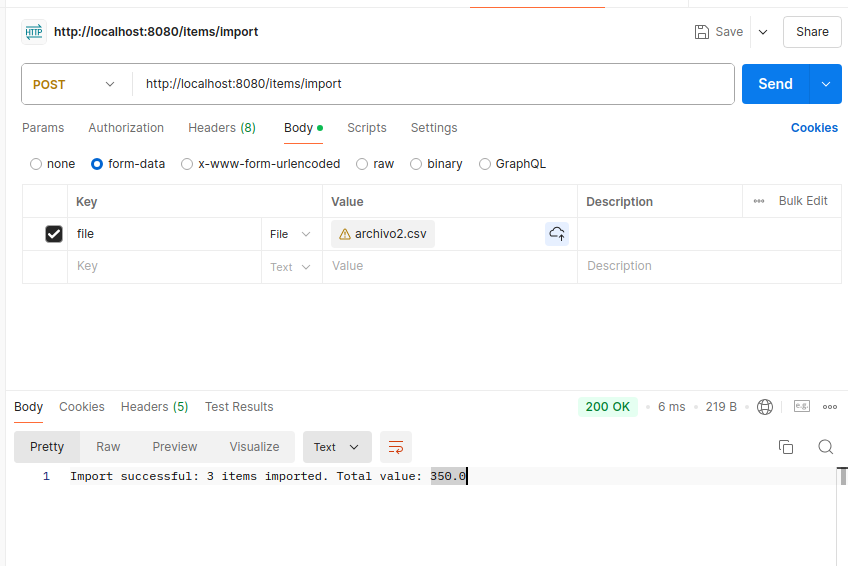 HTTP http://localhost:8080/items/import Save Share
POST http://localhost:8080/items/import Send
Params Authorization Headers (8) Body Scripts Settings Cookies
none form-data x-www-form-urlencoded raw binary GraphQL
Key Value Description Bulk Edit
file File archivo2.csv
Key Text Value Description
Body Cookies Headers (5) Test Results 200 OK 6 ms 219 B e.g.
Pretty Raw Preview Visualize Text
1 Import successful: 3 items imported. Total value: 350.0